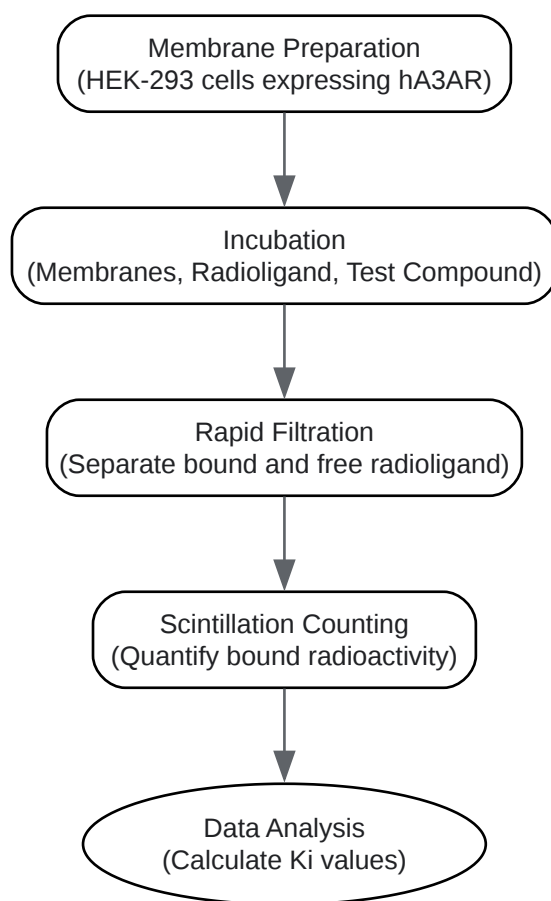 Membrane Preparation
(HEK-293 cells expressing hA3AR)
Incubation
(Membranes, Radioligand, Test Compound)
Rapid Filtration
(Separate bound and free radioligand)
Scintillation Counting
(Quantify bound radioactivity)
Data Analysis
(Calculate Ki values)